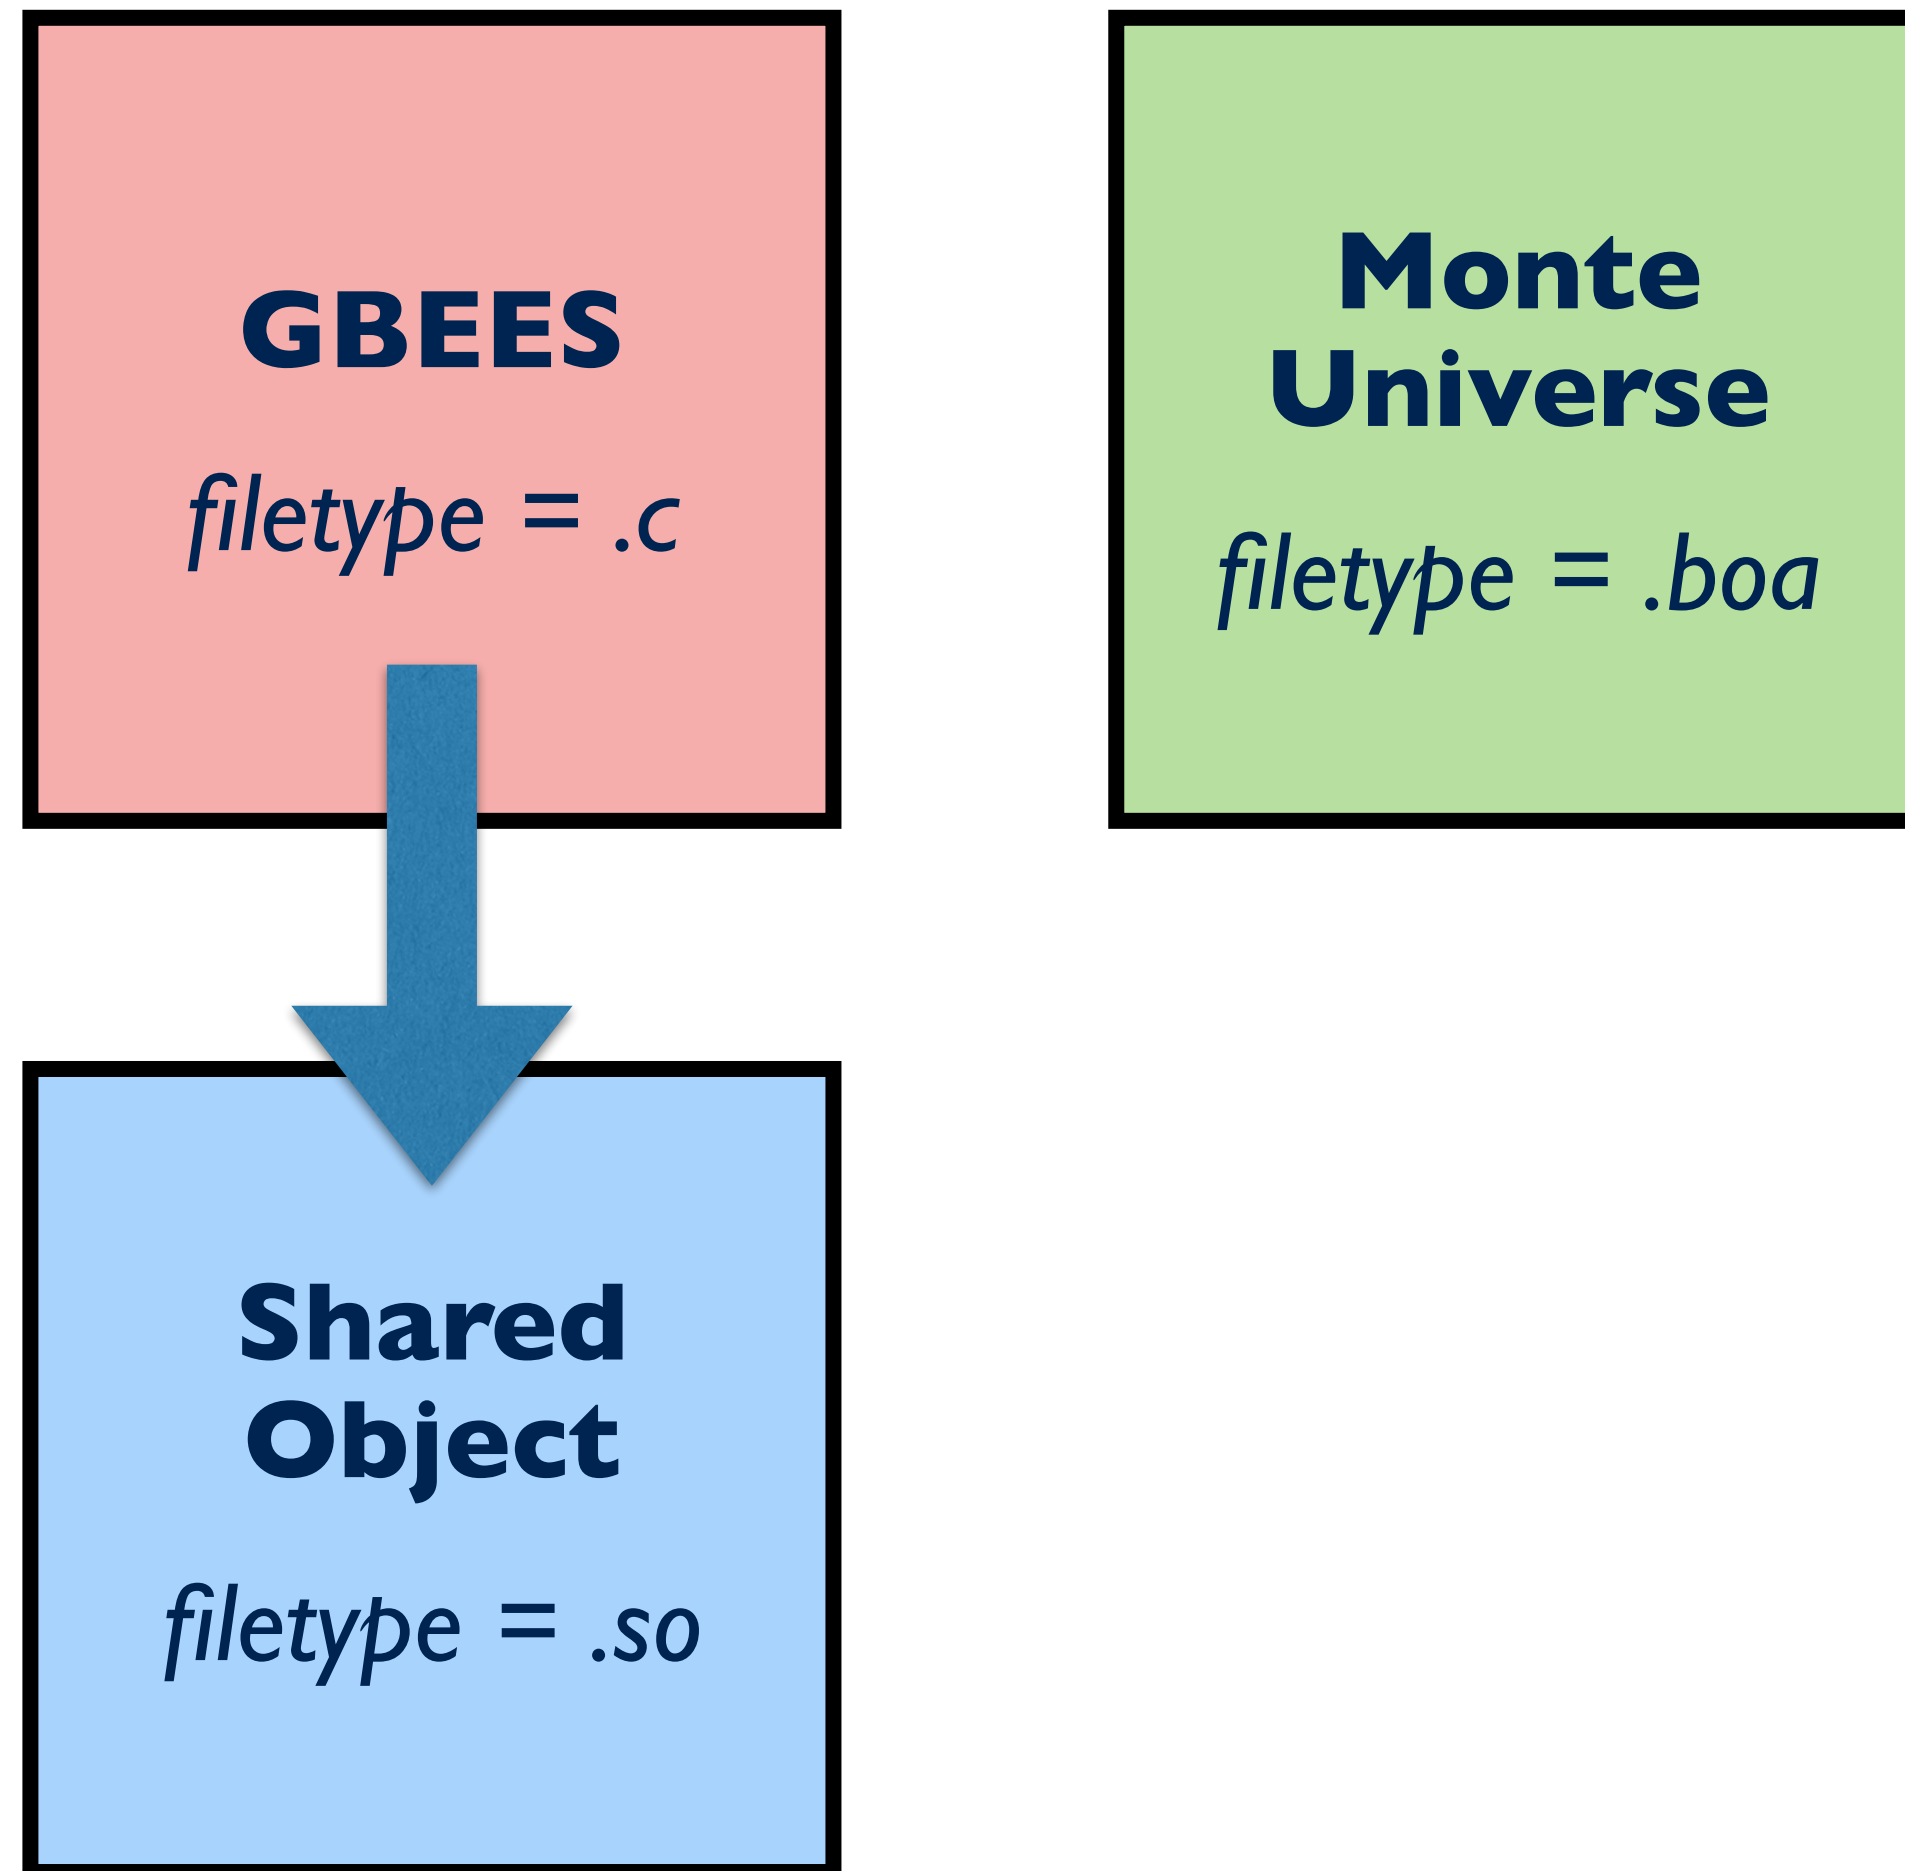 GBEES
filetype = .c
Monte
Universe
filetype = .boa
Shared
Object
filetype = .so